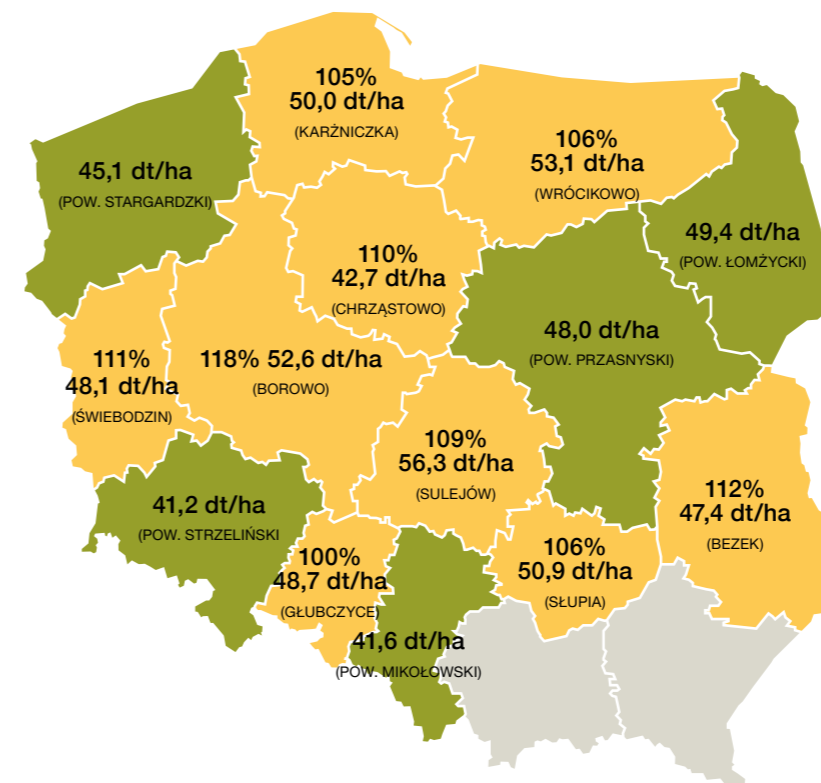 105%
50,0 dt/ha
(KARŻNICZKA)
106%
53,1 dt/ha
(WRÓCIKOWO)
45,1 dt/ha
(POW. STARGARDZKI)
49,4 dt/ha
(POW. ŁOMŻYCKI)
110%
42,7 dt/ha
(CHRZĄSTOWO)
48,0 dt/ha
(POW. PRZASNYSKI)
111%
48,1 dt/ha
(ŚWIEBODZIN)
118% 52,6 dt/ha
(BOROWO)
109%
56,3 dt/ha
(SULEJÓW)
112%
47,4 dt/ha
(BEZEK)
41,2 dt/ha
(POW. STRZELIŃSKI
100%
48,7 dt/ha
(GŁUBCZYCE)
106%
50,9 dt/ha
(SŁUPIA)
41,6 dt/ha
(POW. MIKOŁOWSKI)